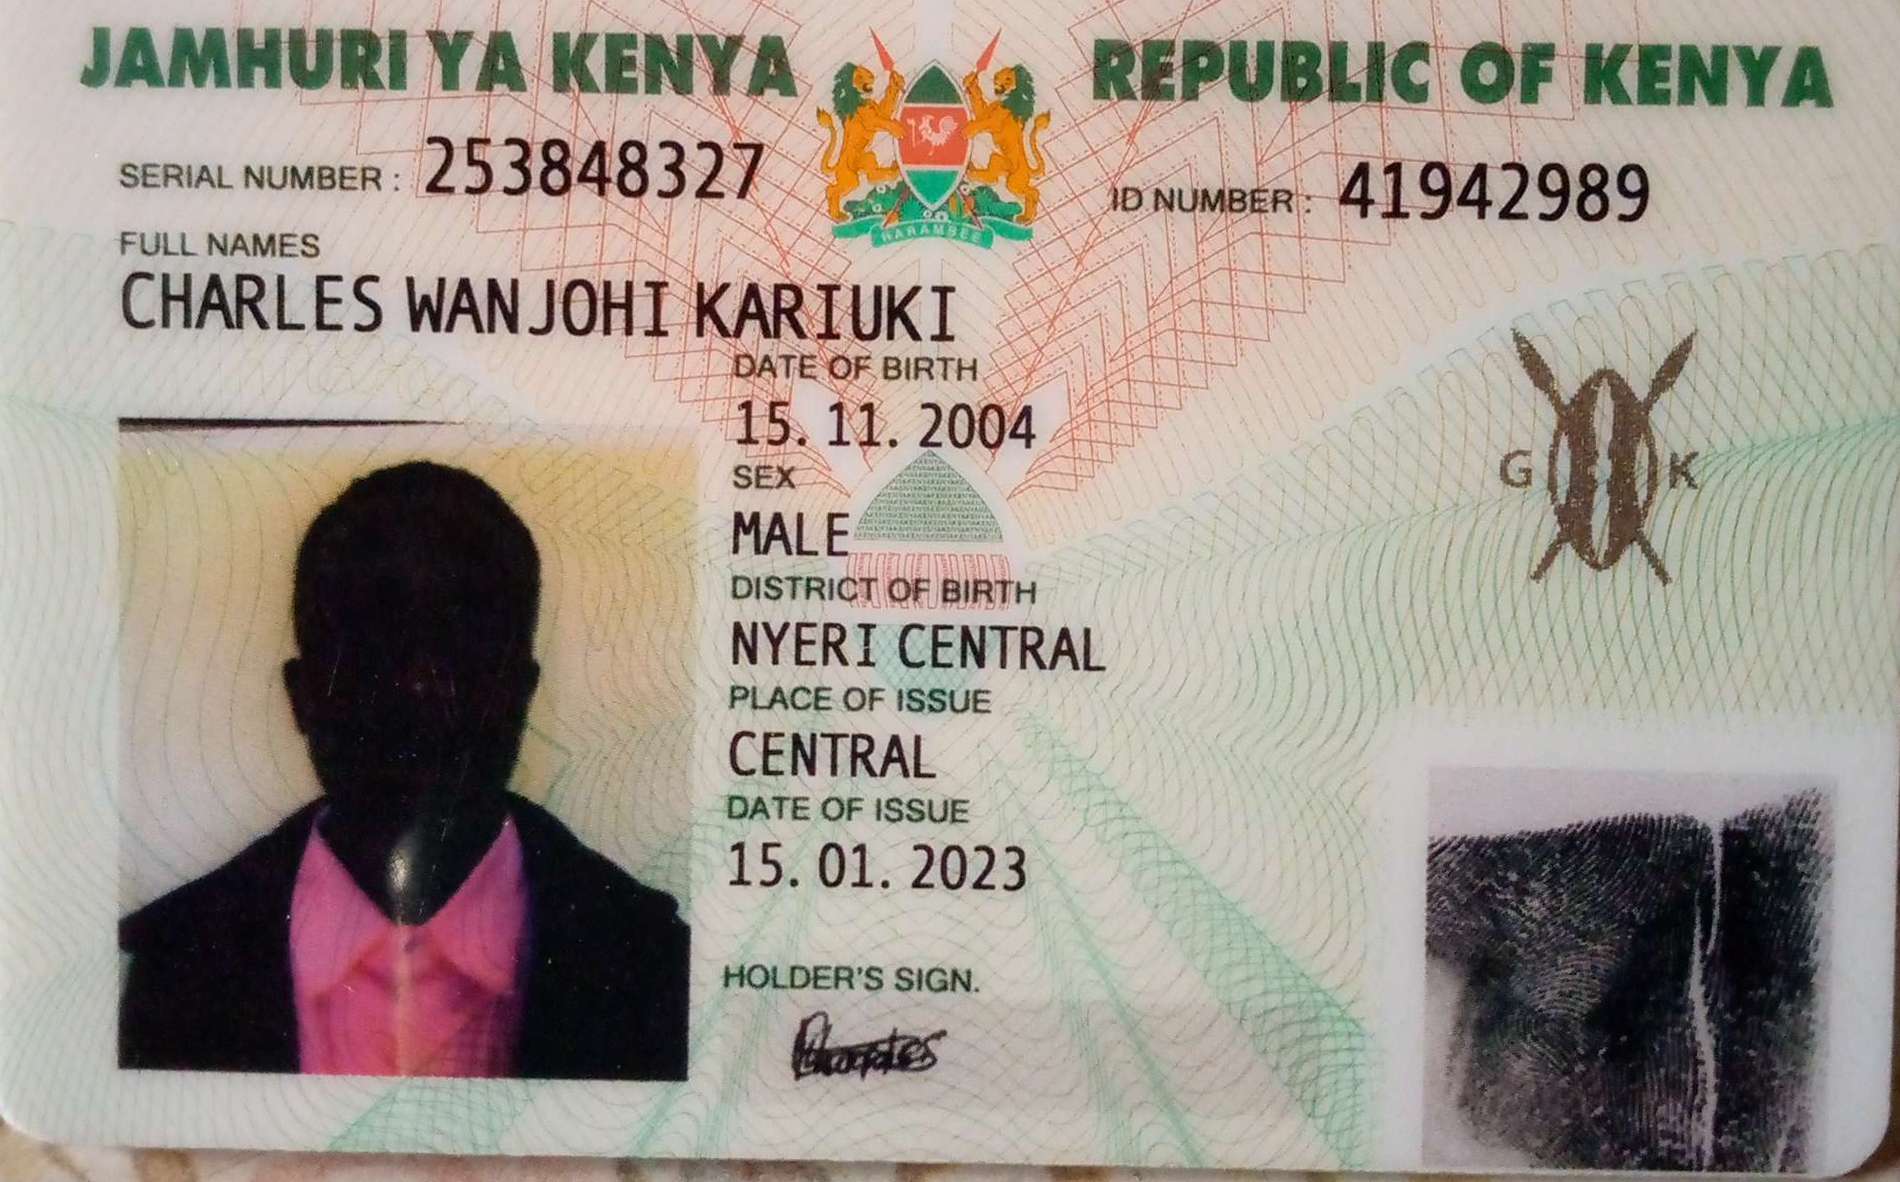 JAMHURI YA KENYA REPUBLIC OF KENYA
SERIAL NUMBER : 253848327 ID NUMBER : 41942989
HARAMBEE
FULL NAMES
CHARLES WANJOHI KARIUKI
DATE OF BIRTH
15. 11. 2004
SEX
MALE
DISTRICT OF BIRTH
NYERI CENTRAL
PLACE OF ISSUE
CENTRAL
DATE OF ISSUE
15. 01. 2023
HOLDER'S SIGN.
G K